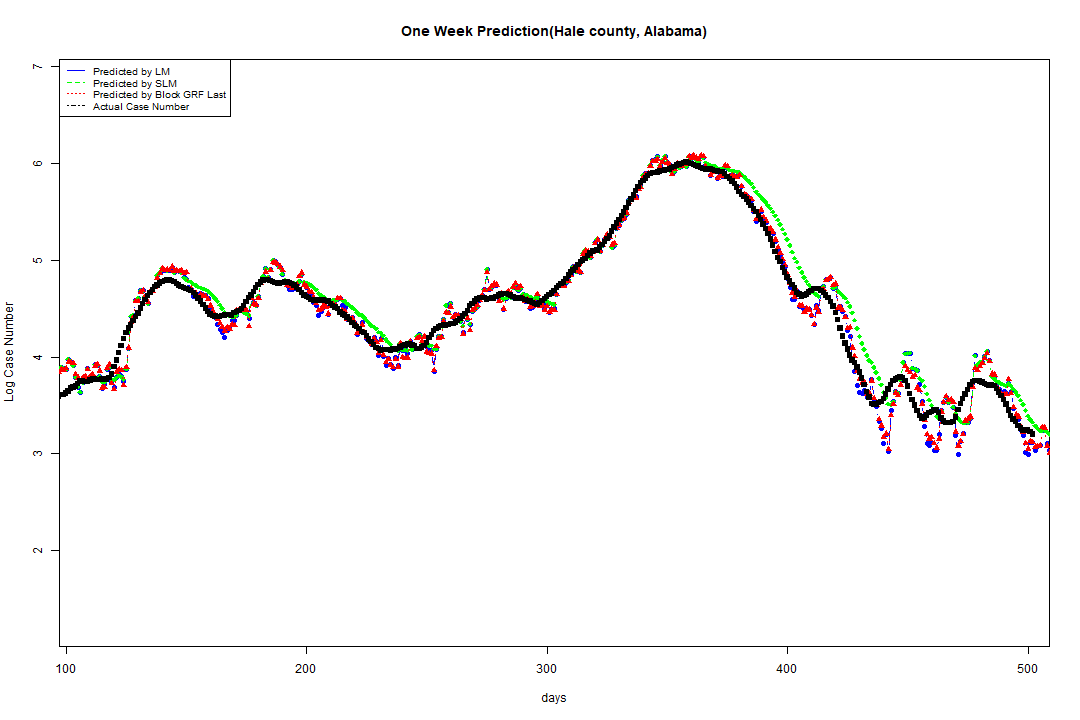 One Week Prediction(Hale county, Alabama)
Predicted by LM
Predicted by SLM
Predicted by Block GRF Last
Actual Case Number
7
6
5
4
3
2
Log Case Number
100 200 300 400 500
days